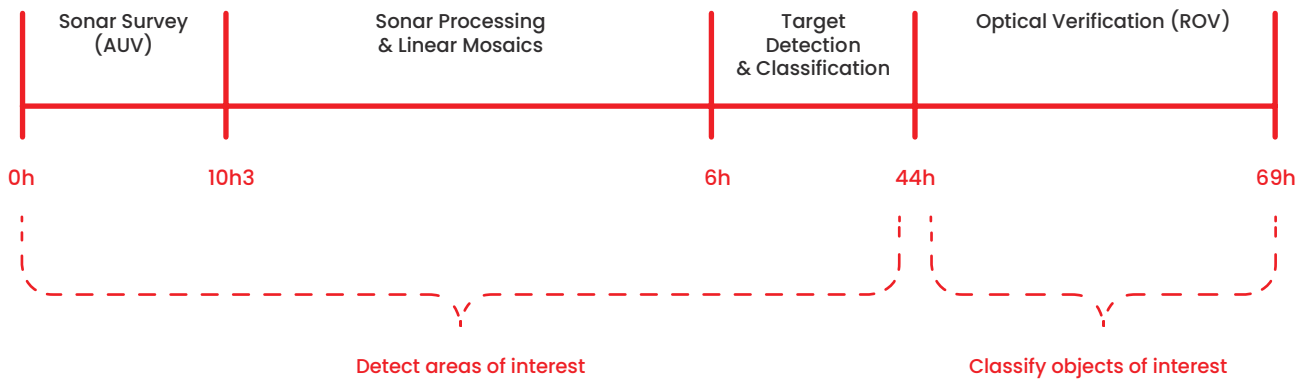 Sonar Survey
(AUV)
Sonar Processing
& Linear Mosaics
Target
Detection
& Classification
Optical Verification (ROV)
0h
10h3
6h
44h
69h
Detect areas of interest
Classify objects of interest